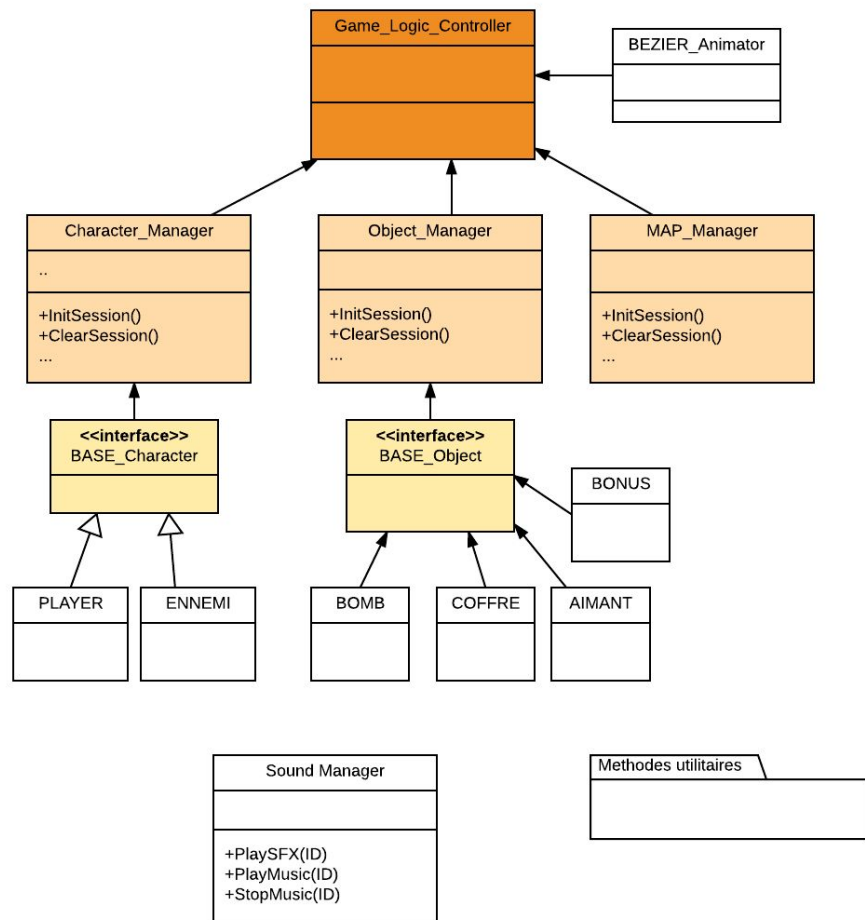 Game_Logic_Controller
BEZIER_Animator
Character_Manager
..
+InitSession()
+ClearSession()
...
Object_Manager
+InitSession()
+ClearSession()
...
MAP_Manager
+InitSession()
+ClearSession()
...
<<interface>>
BASE_Character
<<interface>>
BASE_Object
BONUS
PLAYER
ENNEMI
BOMB
COFFRE
AIMANT
Sound Manager
+PlaySFX(ID)
+PlayMusic(ID)
+StopMusic(ID)
Methodes utilitaires